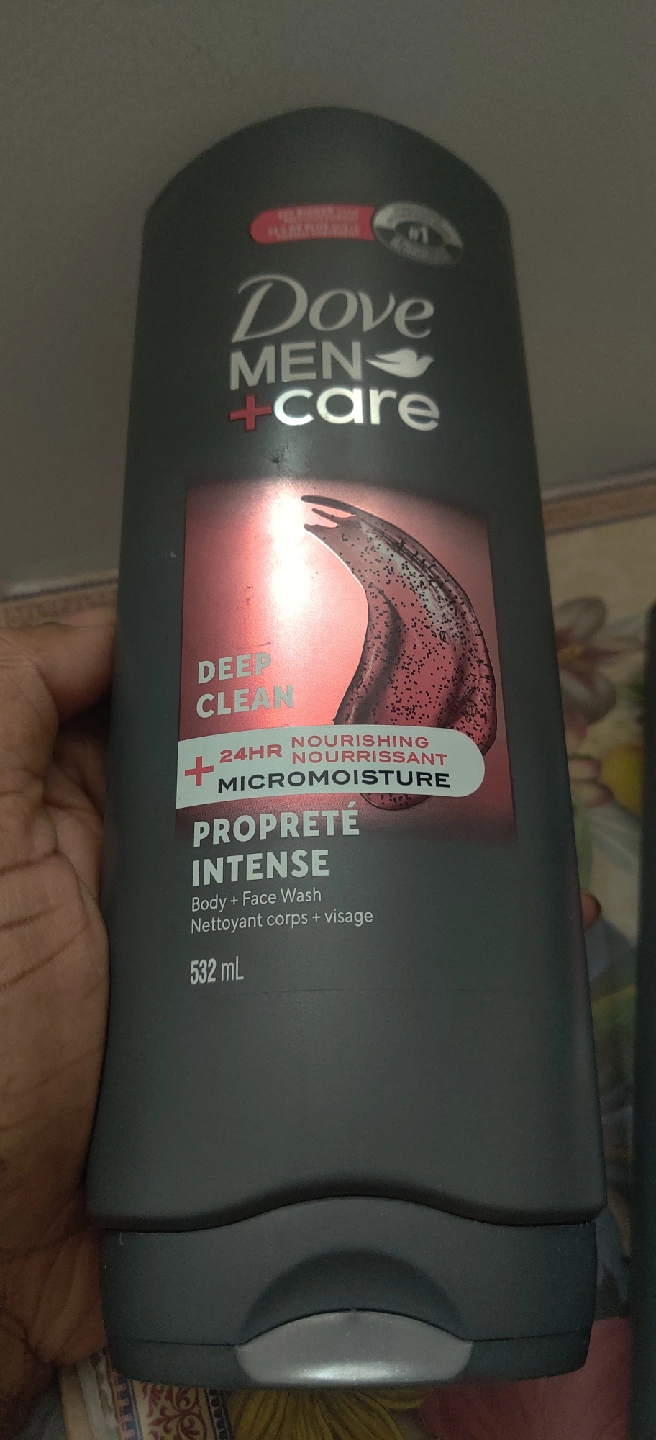 #1
Dove
MEN
+care
DEEP
CLEAN
+ 24HR NOURISHING
NOURRISSANT
MICROMOISTURE
PROPRETÉ
INTENSE
Body + Face Wash
Nettoyant corps + visage
532 mL